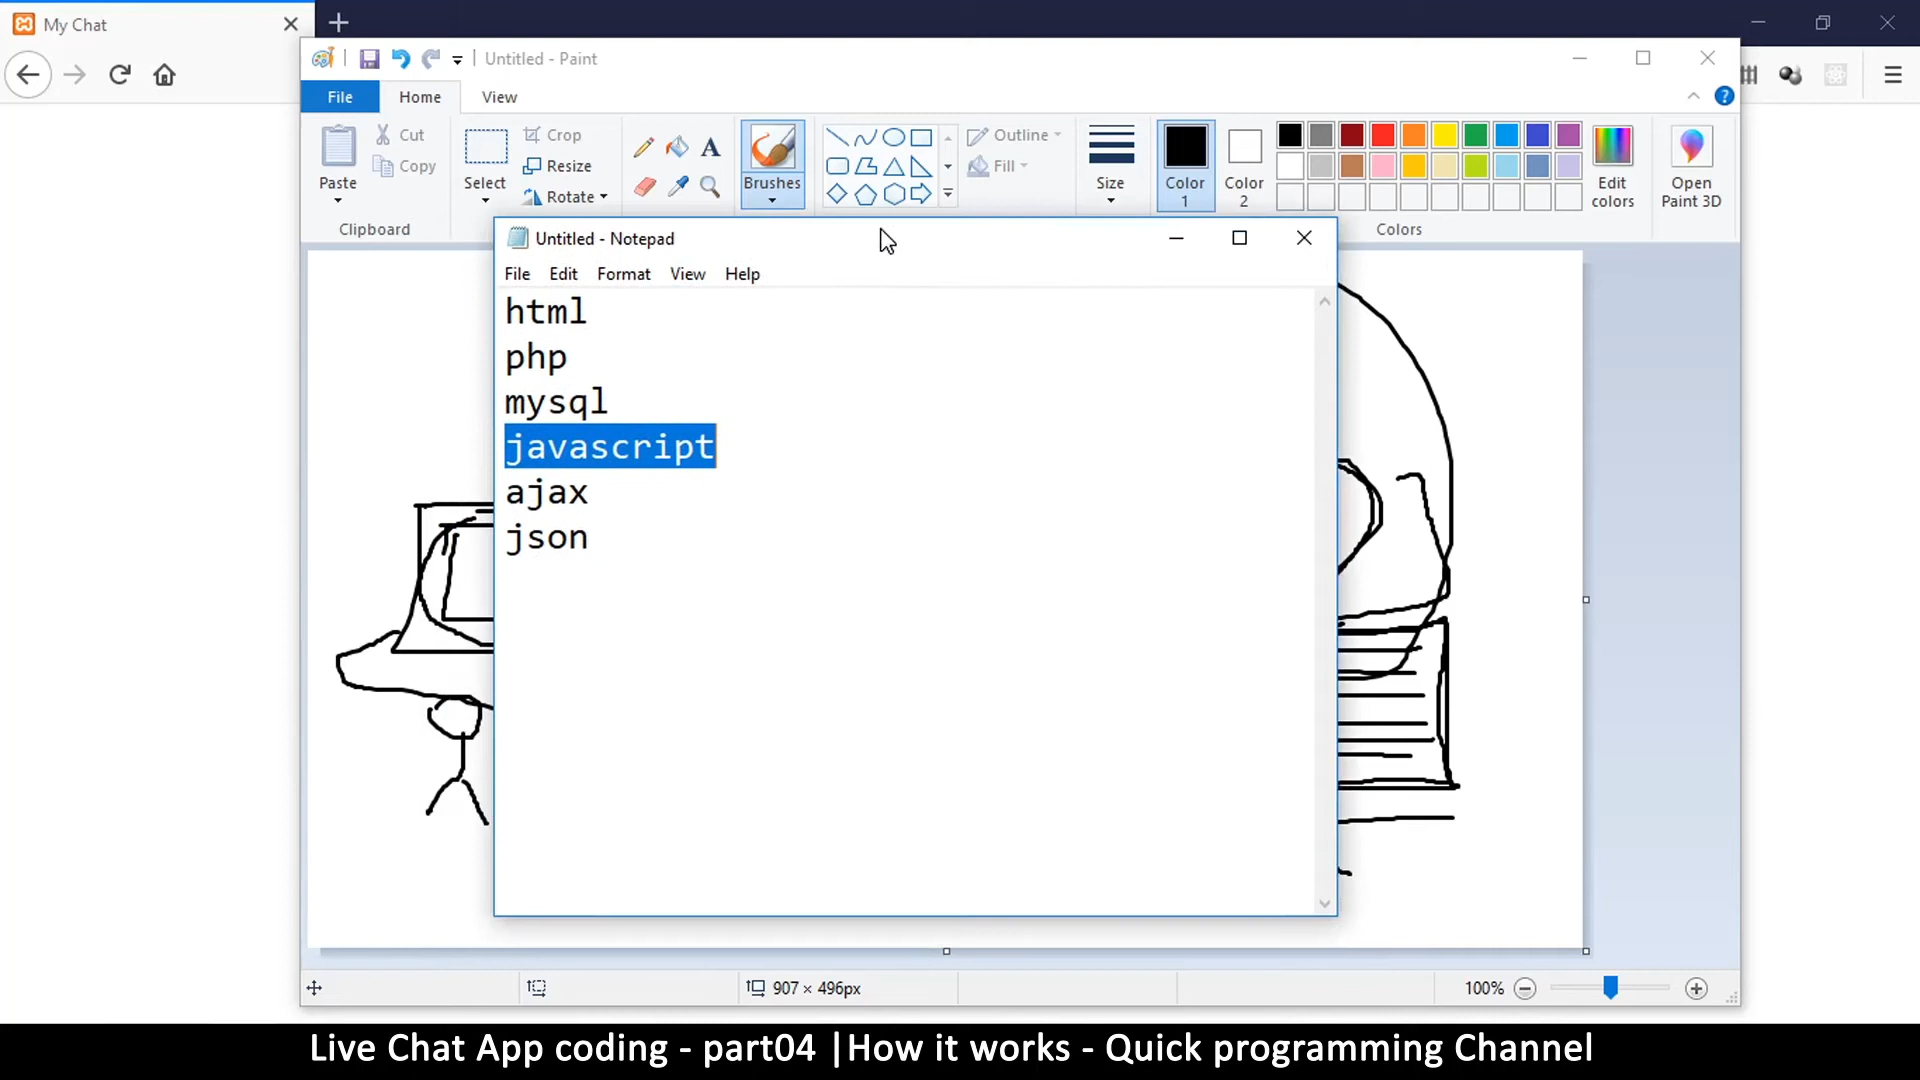 My Chat
Untitled - Paint
File Home View
Paste
Cut
Copy
Clipboard
Select
Crop
Resize
Rotate
A
Brushes
Outline
Fill
Size
Color 1
Color 2
Edit colors
Open Paint 3D
Colors
?
Untitled - Notepad
File Edit Format View Help
html
php
mysql
javascript
ajax
json
907 × 496px
100%
Live Chat App coding - part04 |How it works - Quick programming Channel